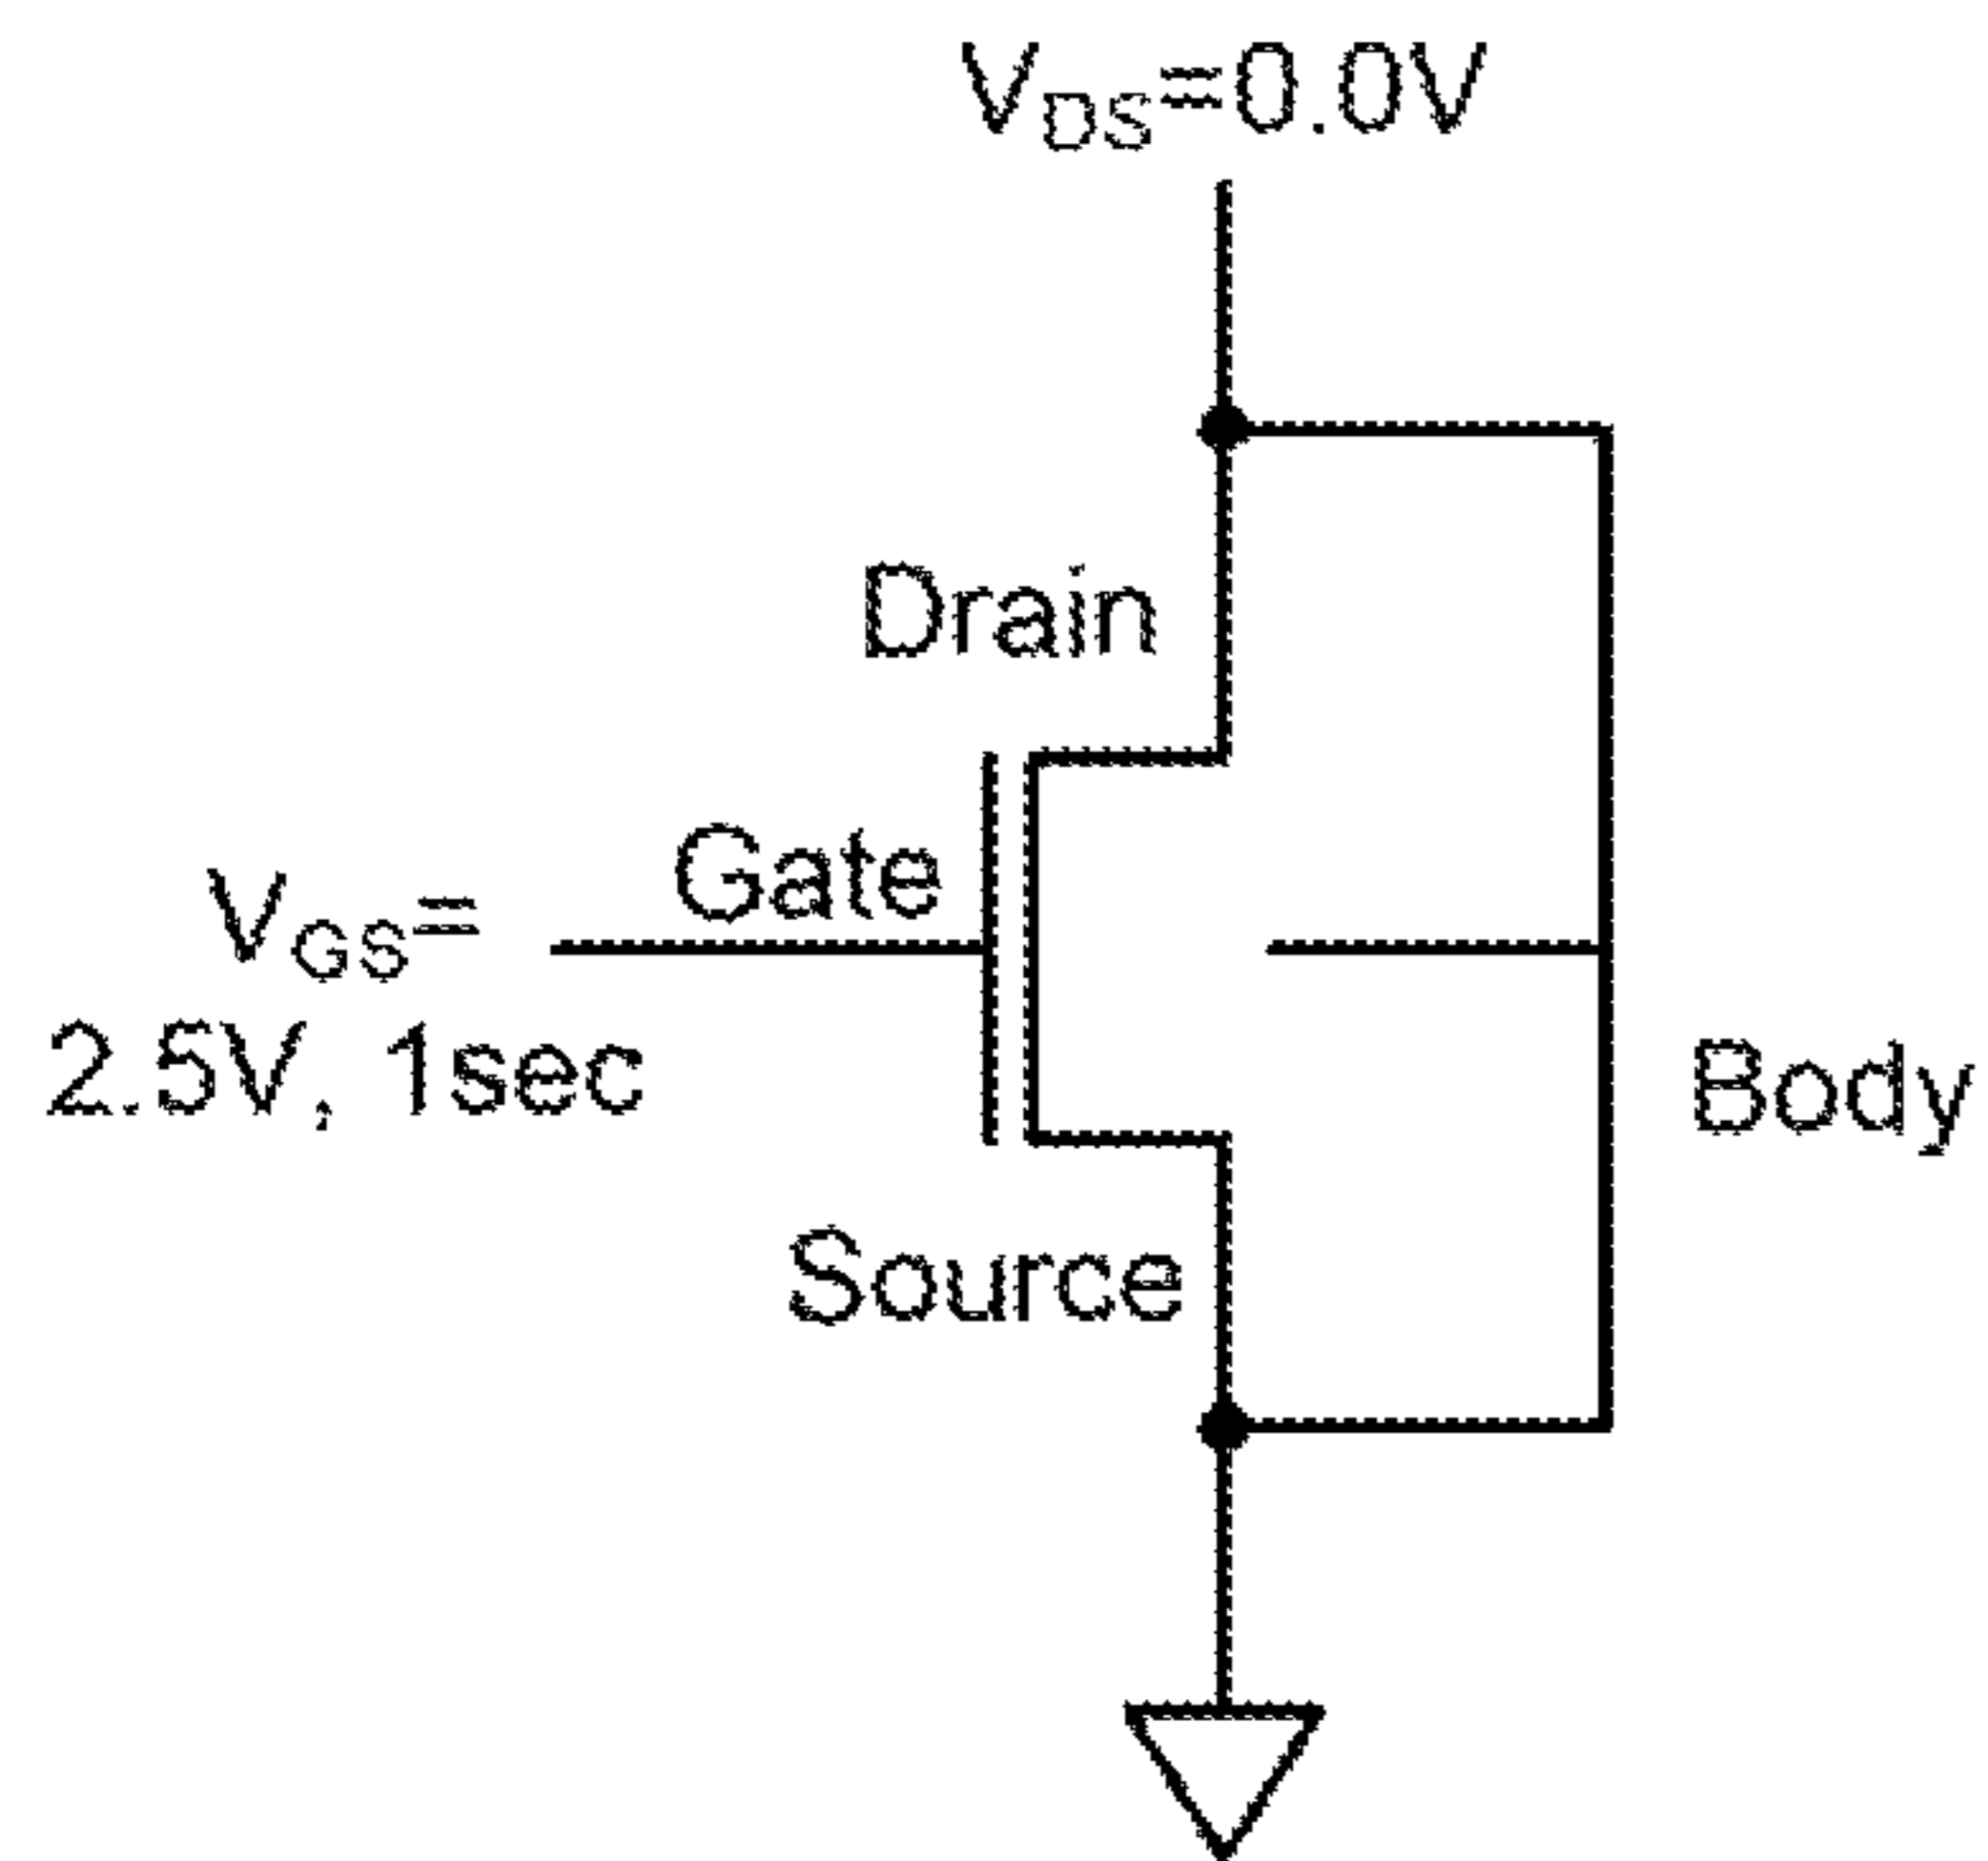 VDS=0.0V
Drain
Gate
VGS=
2.5V, 1sec
Body
Source